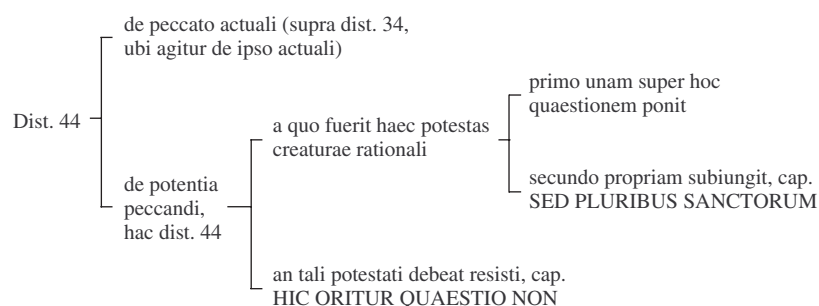 Dist. 44
de peccato actuali (supra dist. 34,
ubi agitur de ipso actuali)
de potentia
peccandi,
hac dist. 44
a quo fuerit haec potestas
creaturae rationali
primo unam super hoc
quaestionem ponit
secundo propriam subiungit, cap.
SED PLURIBUS SANCTORUM
an tali potestati debeat resisti, cap.
HIC ORITUR QUAESTIO NON